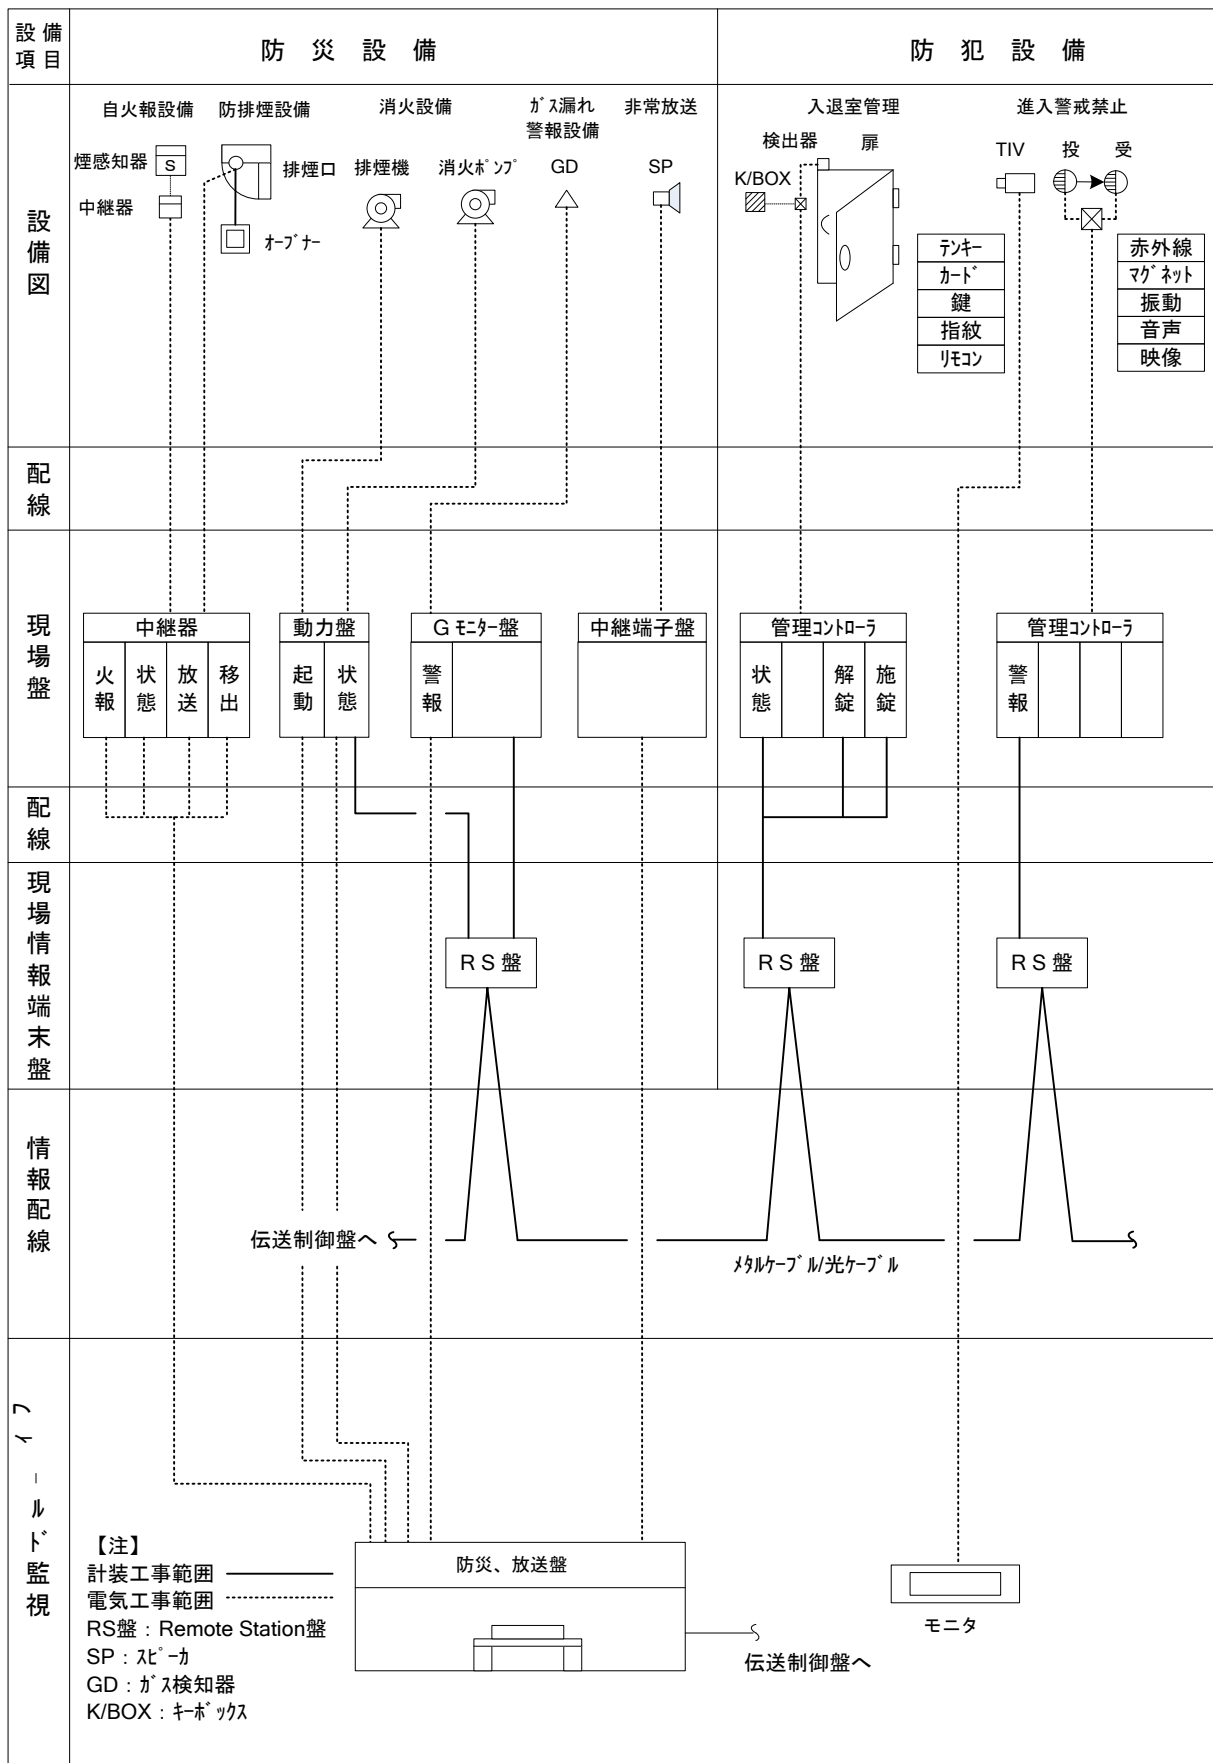 設備
項目
防災設備
防犯設備
設備図
自火報設備
防排煙設備
消火設備
ｶﾞｽ漏れ
警報設備
非常放送
入退室管理
進入警戒禁止
煙感知器
S
中継器
排煙口
ｵｰﾌﾟﾅｰ
排煙機
消火ﾎﾟﾝﾌﾟ
GD
SP
検出器
扉
K/BOX
TIV
投
受
ﾃﾝｷｰ
ｶｰﾄﾞ
鍵
指紋
ﾘﾓｺﾝ
赤外線
ﾏｸﾞﾈｯﾄ
振動
音声
映像
配線
現場盤
中継器
火報
状態
放送
移出
動力盤
起動
状態
G ﾓﾆﾀｰ盤
警報
中継端子盤
管理ｺﾝﾄﾛｰﾗ
状態
解錠
施錠
管理ｺﾝﾄﾛｰﾗ
警報
配線
現場情報端末盤
RS盤
RS盤
RS盤
情報配線
伝送制御盤へ
ﾒﾀﾙｹｰﾌﾞﾙ/光ｹｰﾌﾞﾙ
フィールド監視
【注】
計装工事範囲
電気工事範囲
RS盤：Remote Station盤
SP：ｽﾋﾟｰｶ
GD：ｶﾞｽ検知器
K/BOX：ｷｰﾎﾞｯｸｽ
防災、放送盤
伝送制御盤へ
モニタ